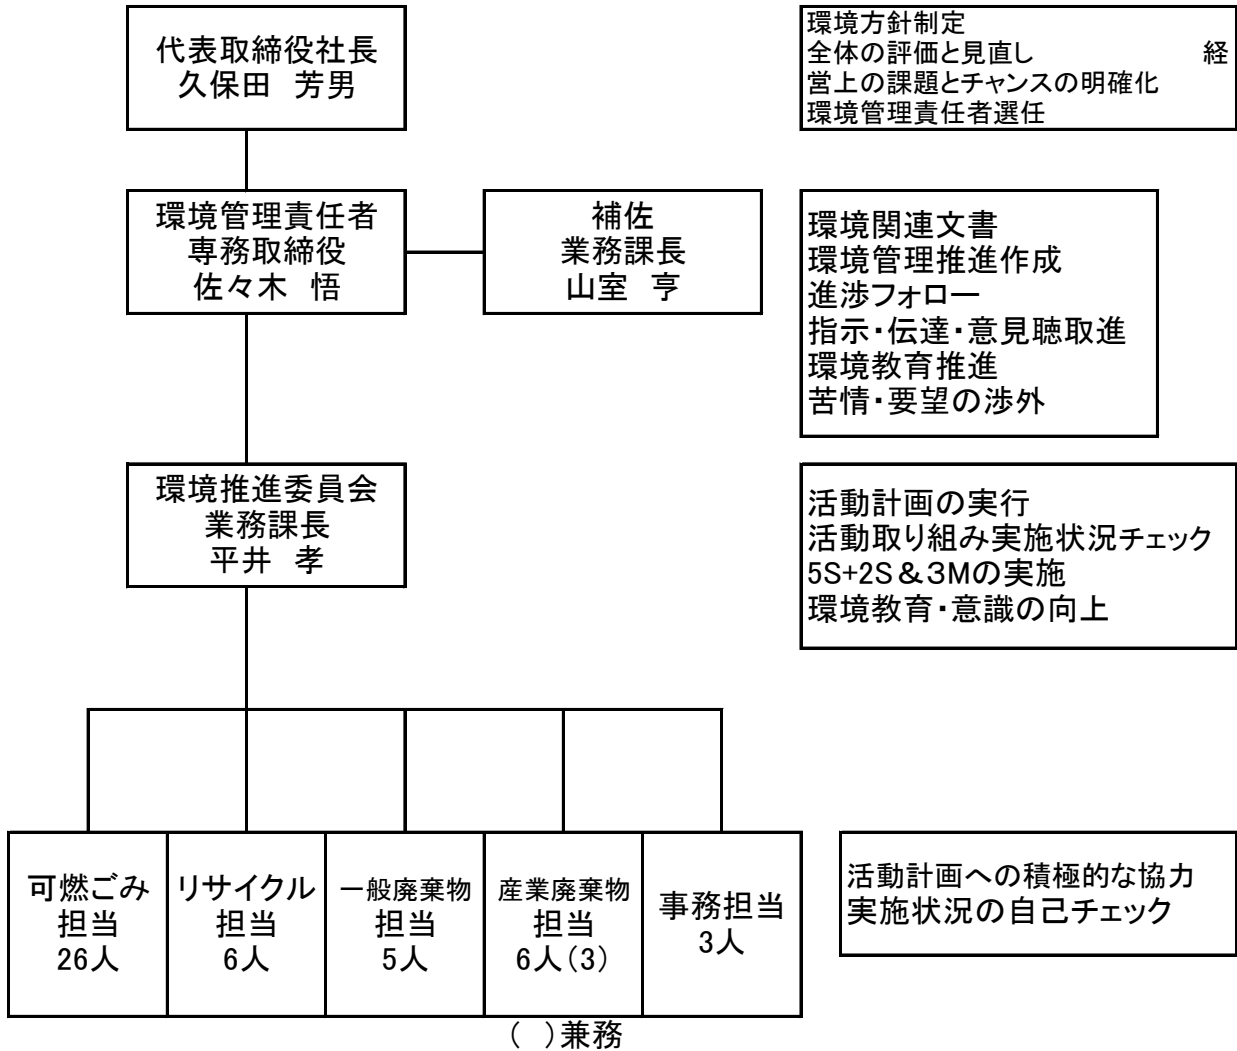 代表取締役社長
久保田　芳男
環境方針制定
全体の評価と見直し　　　　　　　経
営上の課題とチャンスの明確化
環境管理責任者選任
環境管理責任者
専務取締役
佐々木　悟
補佐
業務課長
山室　亨
環境関連文書
環境管理推進作成
進渉フォロー
指示・伝達・意見聴取進
環境教育推進
苦情・要望の渉外
環境推進委員会
業務課長
平井　孝
活動計画の実行
活動取り組み実施状況チェック
5S+2S＆3Mの実施
環境教育・意識の向上
可燃ごみ
担当
26人
リサイクル
担当
6人
一般廃棄物
担当
5人
産業廃棄物
担当
6人(3)
事務担当
3人
活動計画への積極的な協力
実施状況の自己チェック
(　)兼務